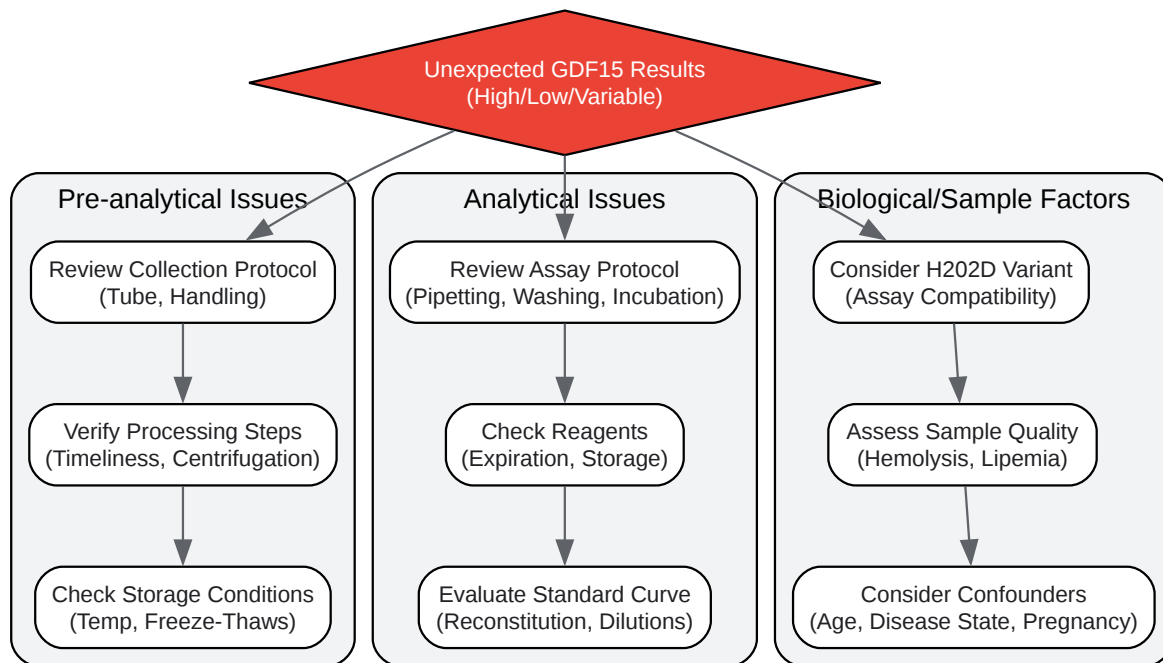 Unexpected GDF15 Results
(High/Low/Variable)
Pre-analytical Issues
Review Collection Protocol
(Tube, Handling)
Verify Processing Steps
(Timeliness, Centrifugation)
Check Storage Conditions
(Temp, Freeze-Thaws)
Analytical Issues
Review Assay Protocol
(Pipetting, Washing, Incubation)
Check Reagents
(Expiration, Storage)
Evaluate Standard Curve
(Reconstitution, Dilutions)
Biological/Sample Factors
Consider H202D Variant
(Assay Compatibility)
Assess Sample Quality
(Hemolysis, Lipemia)
Consider Confounders
(Age, Disease State, Pregnancy)